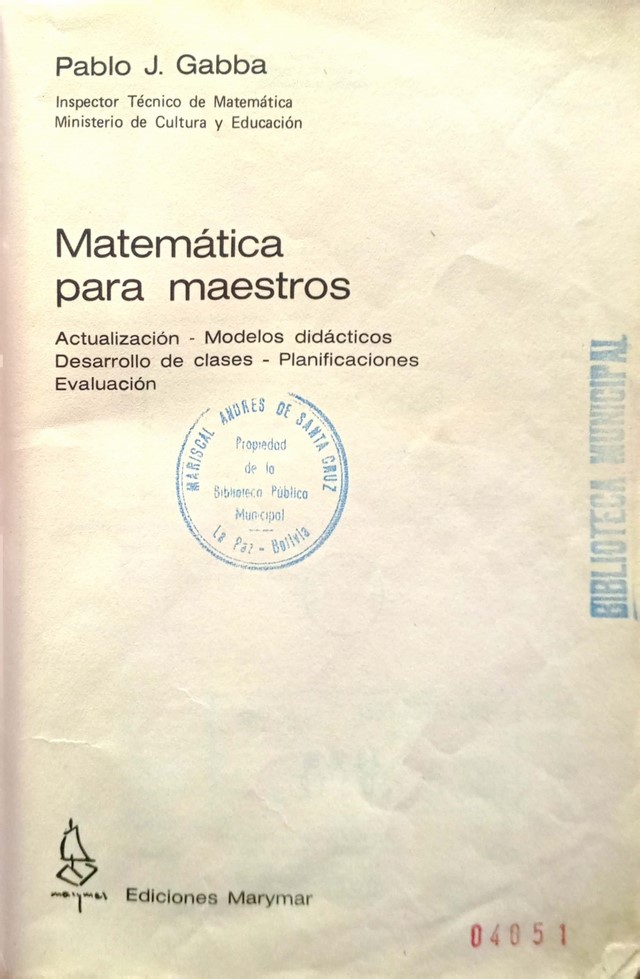 Pablo J. Gabba
Inspector Técnico de Matemática
Ministerio de Cultura y Educación
Matemática
para maestros
Actualización - Modelos didácticos
Desarrollo de clases - Planificaciones
Evaluación
MARISCAL ANDRES DE SANTA CRUZ
Propiedad
de la
Biblioteca Pública
Municipal
La Paz - Bolivia
BIBLIOTECA MUNICIPAL
marymar
Ediciones Marymar
04051